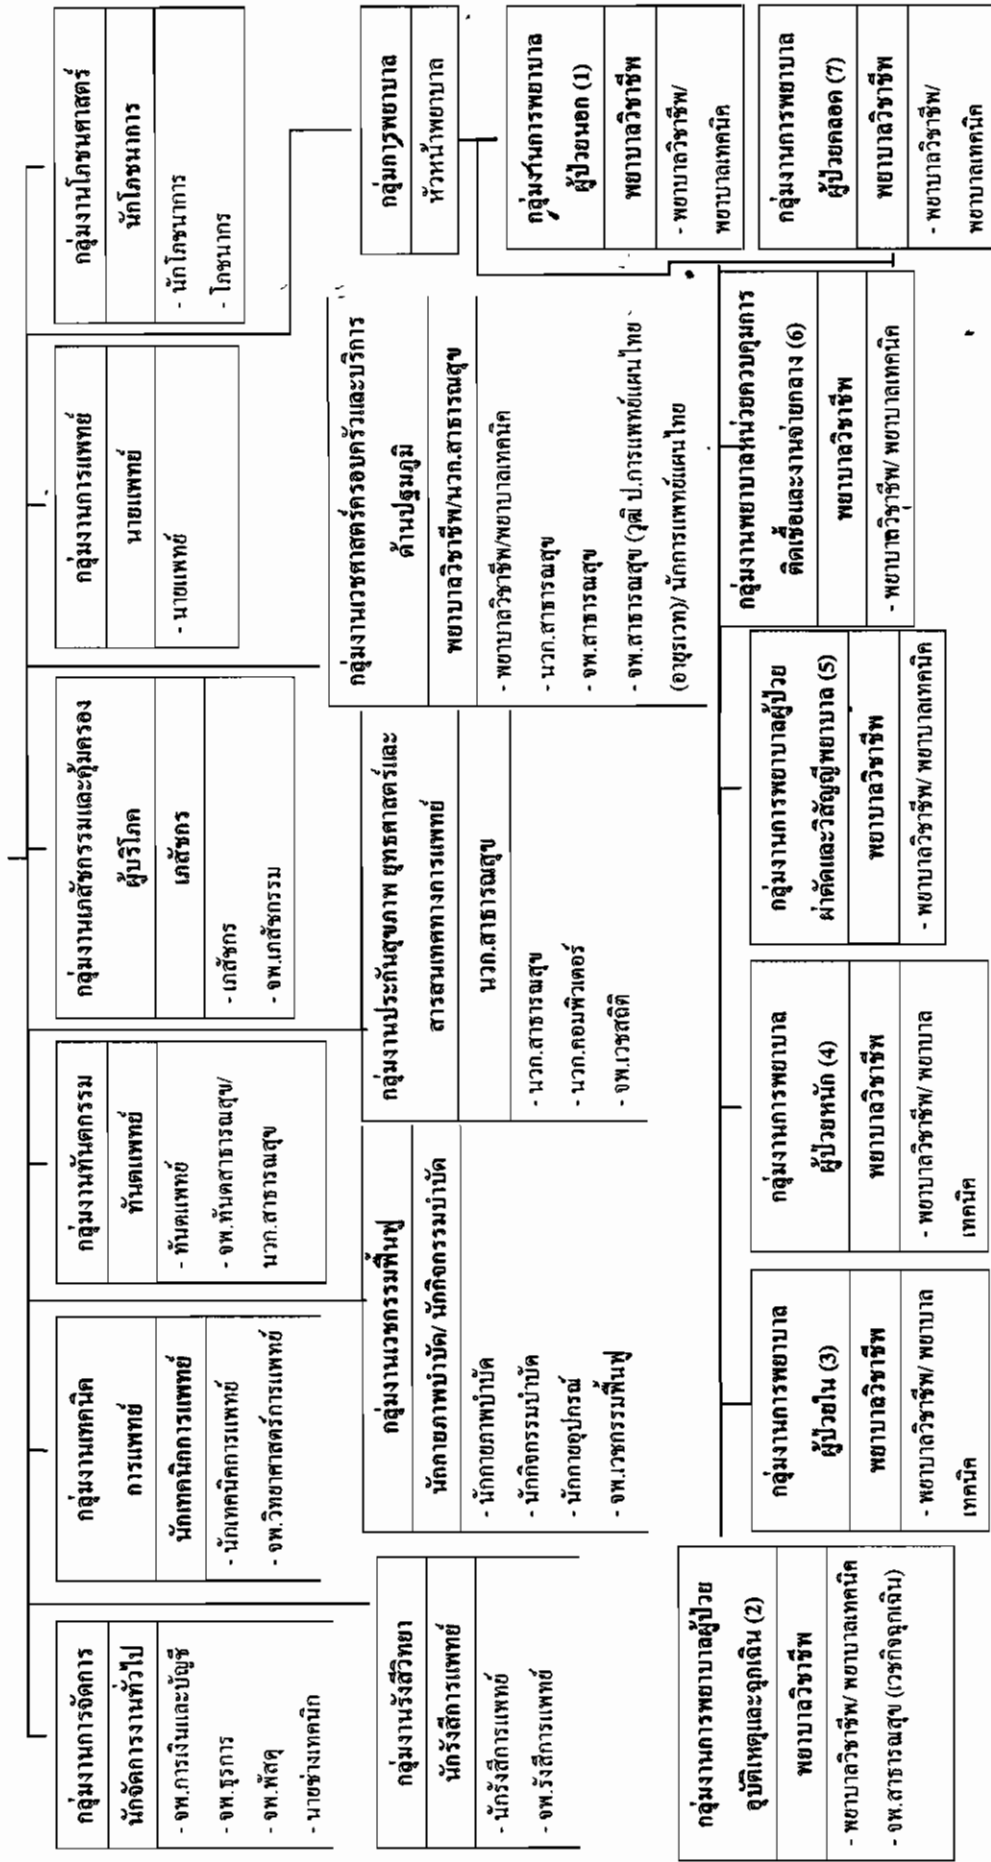 กลุ่มงานการจัดการ
นักจัดการงานทั่วไป
- จพ.การเงินและบัญชี
- จพ.ธุรการ
- จพ.พัสดุ
- นายช่างเทคนิก
กลุ่มงานเทคนิค
การแพทย์
นักเทคนิกการแพทย์
- นักเทคนิคการแพทย์
- จพ.วิทยาศาสตร์การแพทย์
กลุ่มงานทันตกรรม
ทันตแพทย์
- ทันตแพทย์
- จพ.ทันตสาธารณสุข/
นวก.สาธารณสุข
กลุ่มงานเภสัชกรรมและคุ้มครอง
ผู้บริโภค
เภสัชกร
- เภสัชกร
- จพ.เภสัชกรรม
กลุ่มงานการแพทย์
นายแพทย์
- นายแพทย์
กลุ่มงานโภชนศาสตร์
นักโภชนาการ
- นักโภชนาการ
- โภชนากร
กลุ่มงานรังสีวิทยา
นักรังสีการแพทย์
- นักรังสีการแพทย์
- จพ.รังสีการแพทย์
กลุ่มงานเวชกรรมฟื้นฟู
นักกายภาพบำบัด/ นักกิจกรรมบำบัด
- นักกายภาพบำบัด
- นักกิจกรรมบำบัด
- นักกายอุปกรณ์
- จพ.เวชกรรมฟื้นฟู
กลุ่มงานประกันสุขภาพ ยุทธศาสตร์และ
สารสนเทศทางการแพทย์
นวก.สาธารณสุข
- นวก.สาธารณสุข
- นวก.คอมพิวเตอร์
- จพ.เวชสถิติ
กลุ่มงานเวชศาสตร์ครอบครัวและบริการ
ด้านปฐมภูมิ
พยาบาลวิชาชีพ/นวก.สาธารณสุข
- พยาบาลวิชาชีพ/พยาบาลเทคนิค
- นวก.สาธารณสุข
- จพ.สาธารณสุข
- จพ.สาธารณสุข (วุฒิ ป.การแพทย์แผนไทย
(อายุรเวท)/ นักการแพทย์แผนไทย
กลุ่มการพยาบาล
หัวหน้าพยาบาล
กลุ่มงานการพยาบาล
ผู้ป่วยนอก (1)
พยาบาลวิชาชีพ
- พยาบาลวิชาชีพ/
พยาบาลเทคนิค
กลุ่มงานการพยาบาลผู้ป่วย
อุบัติเหตุและฉุกเฉิน (2)
พยาบาลวิชาชีพ
- พยาบาลวิชาชีพ/ พยาบาลเทคนิค
- จพ.สาธารณสุข (เวชกิจฉุกเฉิน)
กลุ่มงานการพยาบาล
ผู้ป่วยใน (3)
พยาบาลวิชาชีพ
- พยาบาลวิชาชีพ/ พยาบาล
เทคนิค
กลุ่มงานการพยาบาล
ผู้ป่วยหนัก (4)
พยาบาลวิชาชีพ
- พยาบาลวิชาชีพ/ พยาบาล
เทคนิค
กลุ่มงานการพยาบาลผู้ป่วย
ผ่าตัดและวิสัญญีพยาบาล (5)
พยาบาลวิชาชีพ
- พยาบาลวิชาชีพ/ พยาบาลเทคนิค
กลุ่มงานพยาบาลหน่วยควบคุมการ
ติดเชื้อและงานจ่ายกลาง (6)
พยาบาลวิชาชีพ
- พยาบาลวิชาชีพ/ พยาบาลเทคนิค
กลุ่มงานการพยาบาล
ผู้ป่วยคลอด (7)
พยาบาลวิชาชีพ
- พยาบาลวิชาชีพ/
พยาบาลเทคนิค